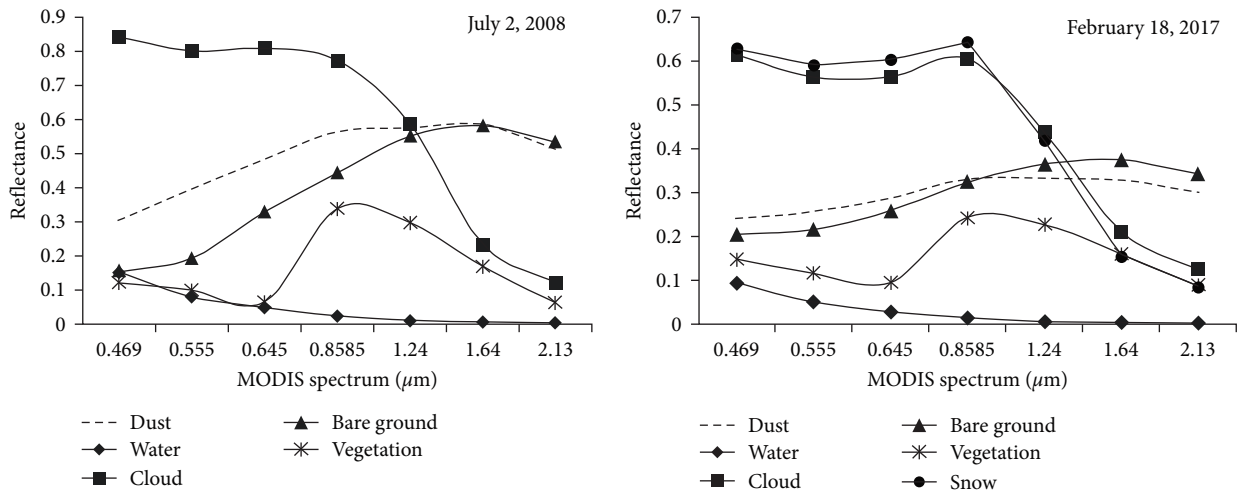 July 2, 2008
Reflectance
0.9
0.8
0.7
0.6
0.5
0.4
0.3
0.2
0.1
0
0.469 0.555 0.645 0.8585 1.24 1.64 2.13
MODIS spectrum (μm)
Dust
Water
Cloud
Bare ground
Vegetation
February 18, 2017
Reflectance
0.7
0.6
0.5
0.4
0.3
0.2
0.1
0
0.469 0.555 0.645 0.8585 1.24 1.64 2.13
MODIS spectrum (μm)
Dust
Water
Cloud
Bare ground
Vegetation
Snow